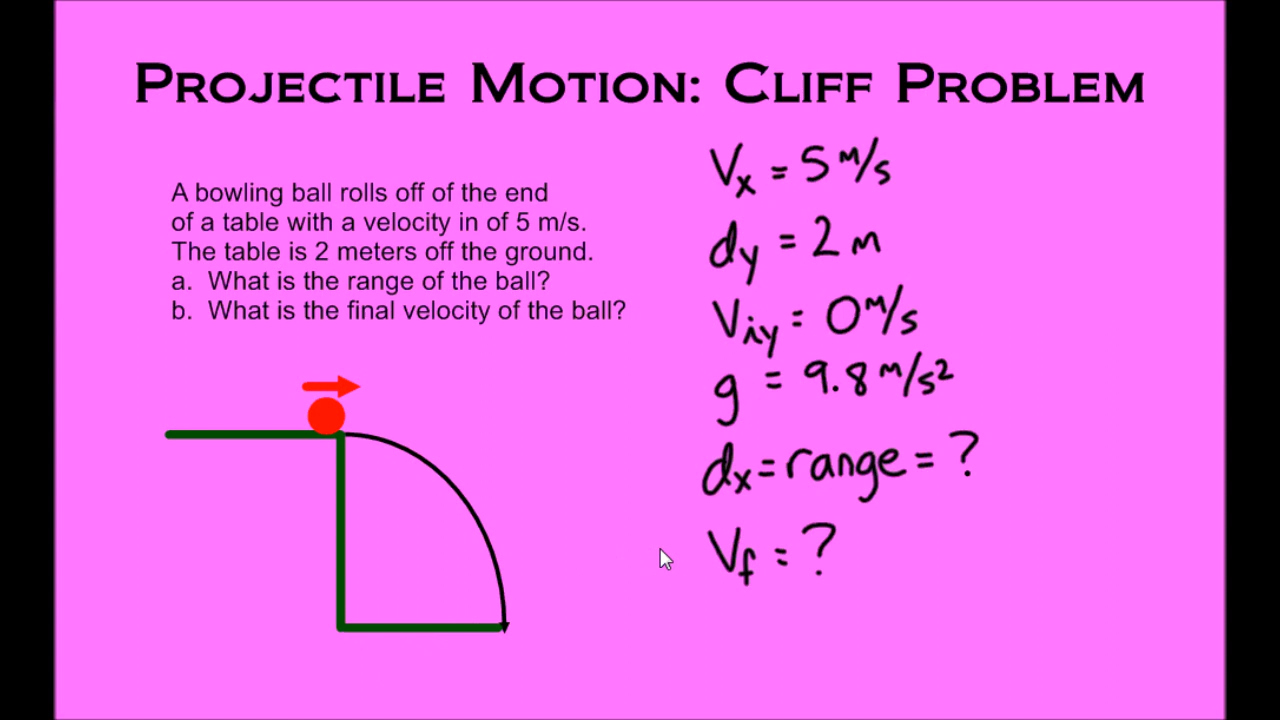 PROJECTILE MOTION: CLIFF PROBLEM
A bowling ball rolls off of the end
of a table with a velocity in of 5 m/s.
The table is 2 meters off the ground.
a. What is the range of the ball?
b. What is the final velocity of the ball?
Vx = 5 m/s
dy = 2 m
Viy = 0 m/s
g = 9.8 m/s²
dx = range = ?
Vf = ?